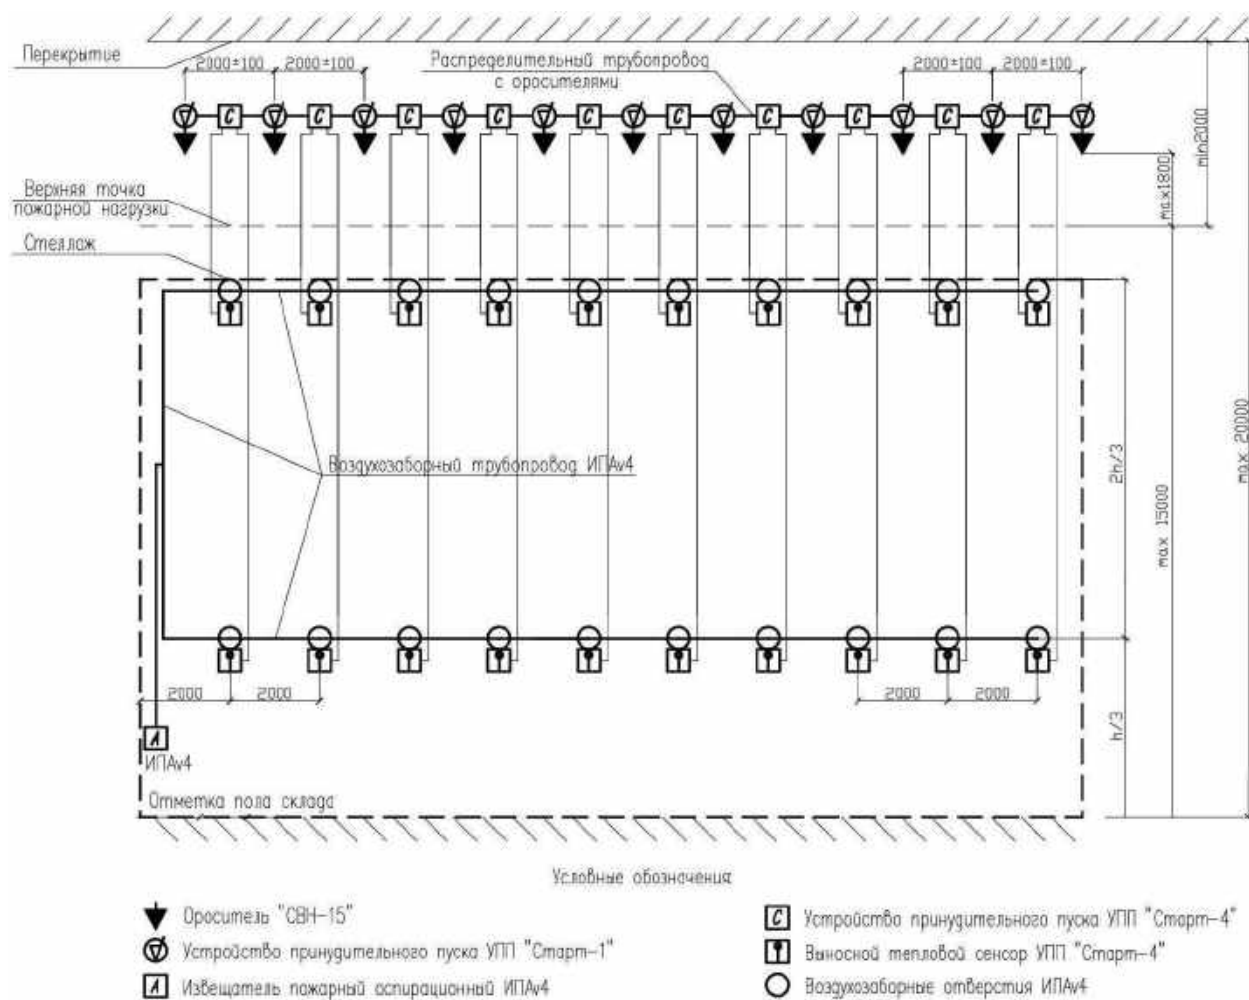 Перекрытие
2000±100
2000±100
Распределительный трубопровод
с оросителями
2000±100
2000±100
C
C
C
C
C
C
C
C
C
C
min2000
max1800
Верхняя точка
пожарной нагрузки
Стеллаж
Воздухозаборный трубопровод ИПАv4
2h/3
max 15000
max 20000
2000
2000
2000
2000
h/3
ИПАv4
Отметка пола склада
Условные обозначения:
Ороситель "СВН-15"
Устройство принудительного пуска УПП "Старт-1"
Извещатель пожарный аспирационный ИПАv4
C Устройство принудительного пуска УПП "Старт-4"
Выносной тепловой сенсор УПП "Старт-4"
Воздухозаборные отверстия ИПАv4